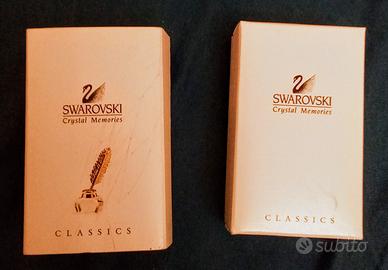 SWAROVSKI
Crystal Memories
CLASSICS
SWAROVSKI
Crystal Memories
CLASSICS
subito